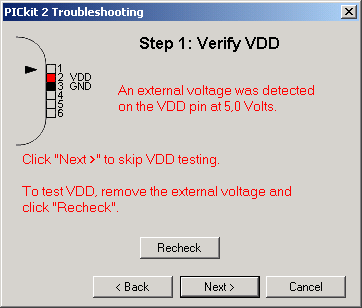 PICkit 2 Troubleshooting
Step 1: Verify VDD
1
2 VDD
3 GND
4
5
6
An external voltage was detected
on the VDD pin at 5,0 Volts.
Click "Next >" to skip VDD testing.
To test VDD, remove the external voltage and
click "Recheck".
Recheck
< Back
Next >
Cancel